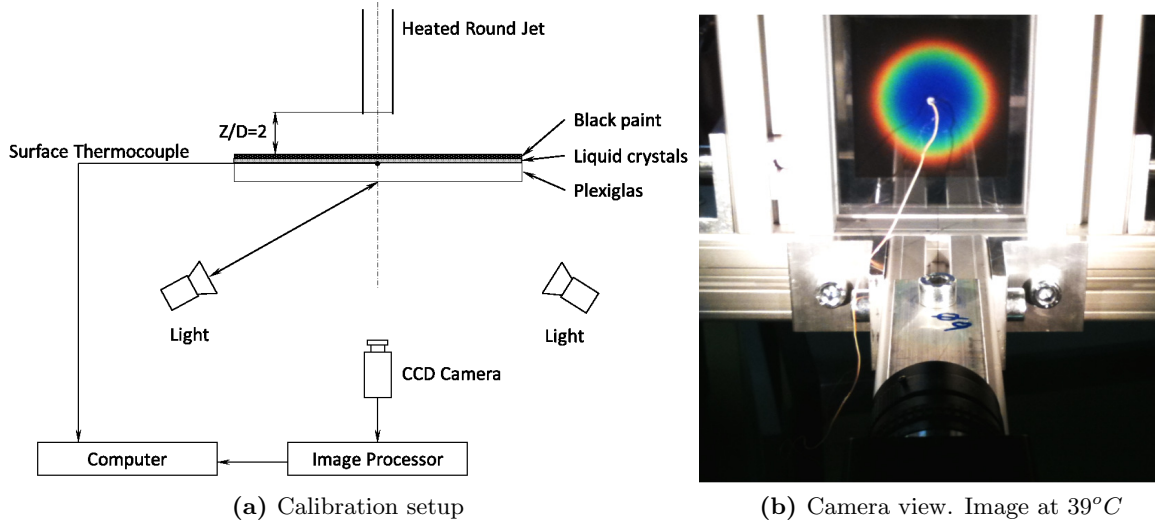 Heated Round Jet
Z/D=2
Black paint
Surface Thermocouple
Liquid crystals
Plexiglas
Light
Light
CCD Camera
Computer
Image Processor
(a) Calibration setup
(b) Camera view. Image at 39°C